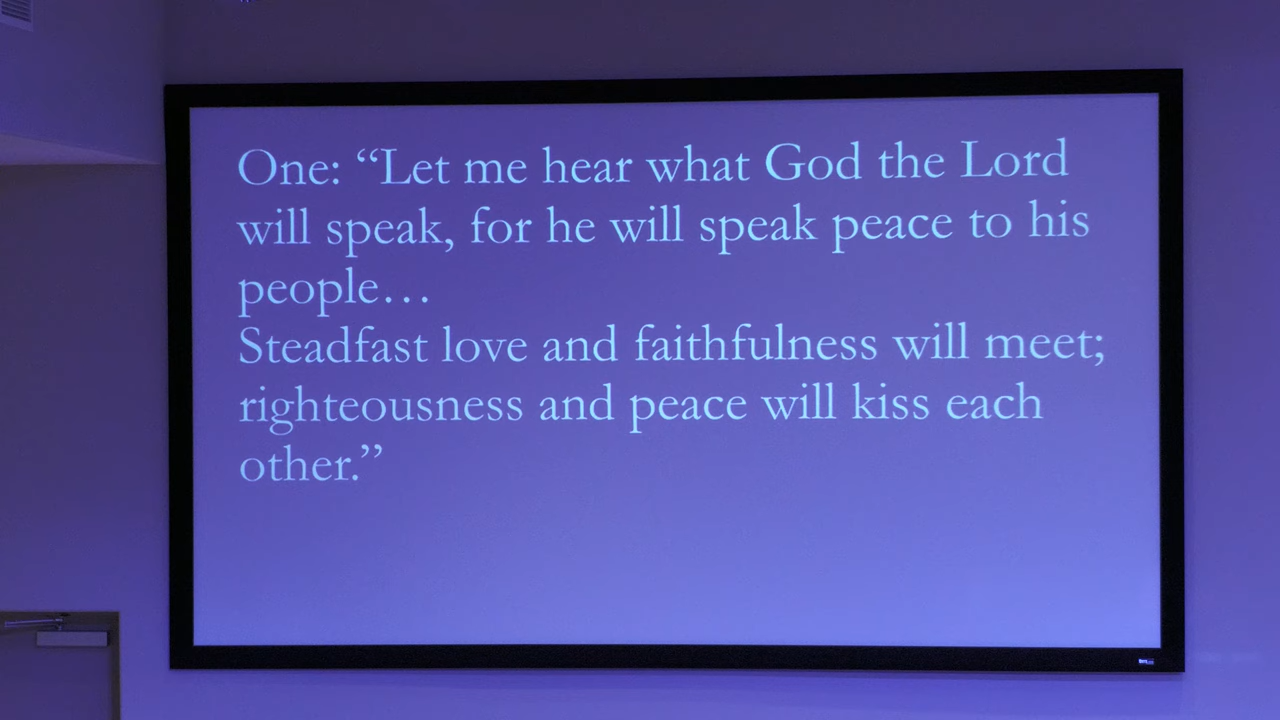 One: “Let me hear what God the Lord
will speak, for he will speak peace to his
people…
Steadfast love and faithfulness will meet;
righteousness and peace will kiss each
other.”